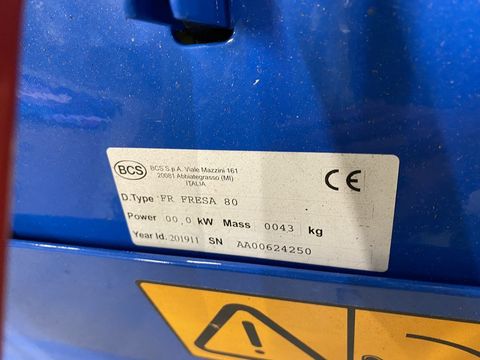 BCS
BCS S.p.A. Viale Mazzini 161
20081 Abbiategrasso (MI)
ITALIA
CE
D.Type FR FRESA 80
Power 00,0 kW Mass 0043 kg
Year Id. 201911 SN AA00624250